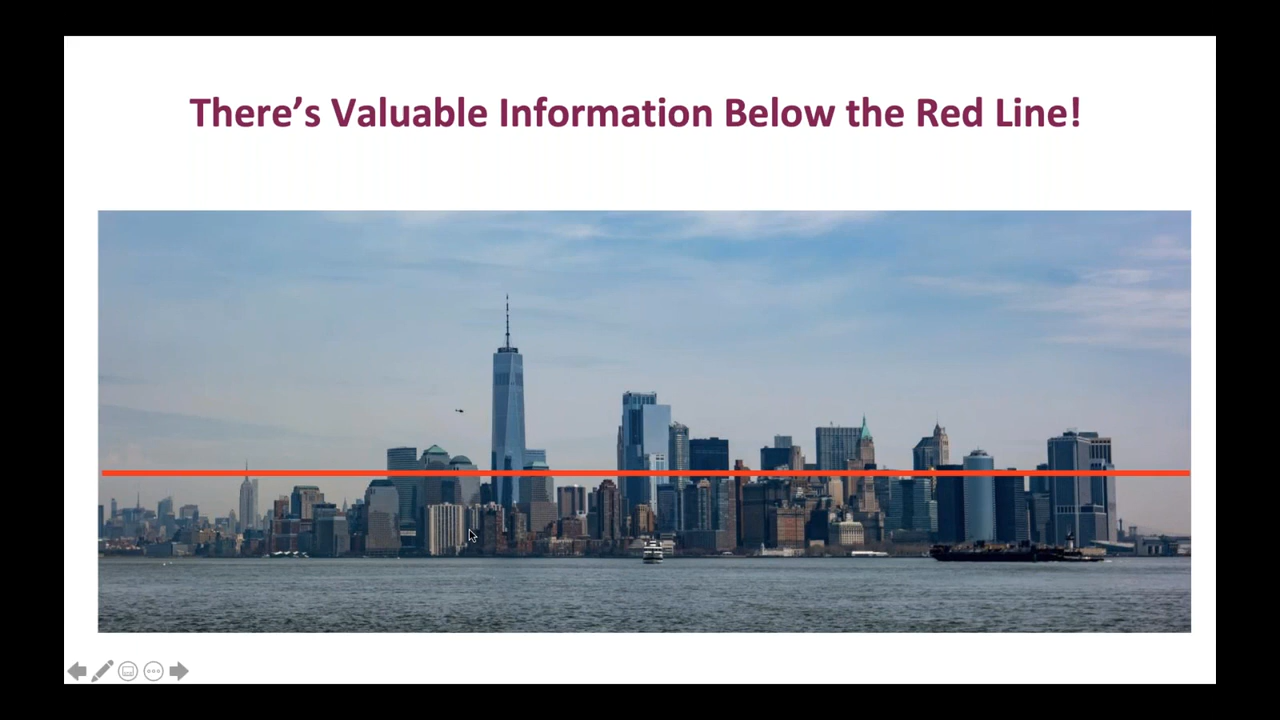 There’s Valuable Information Below the Red Line!